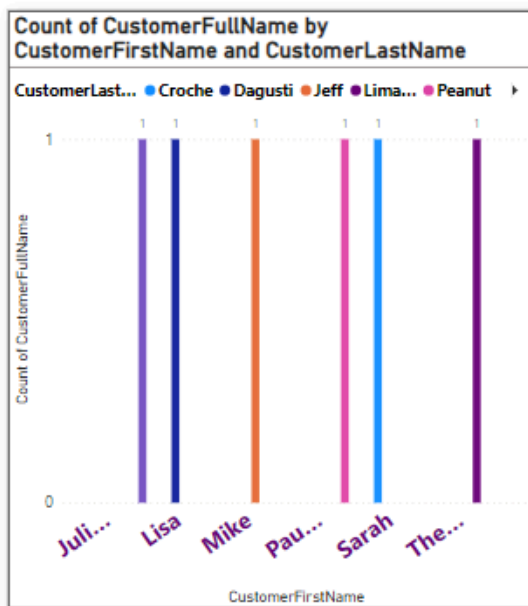 Count of CustomerFullName by
CustomerFirstName and CustomerLastName
CustomerLast... Croche Dagusti Jeff Lima... Peanut
1 1 1 1 1 1
1
Count of CustomerFullName
0
Juli... Lisa Mike Pau... Sarah The...
CustomerFirstName